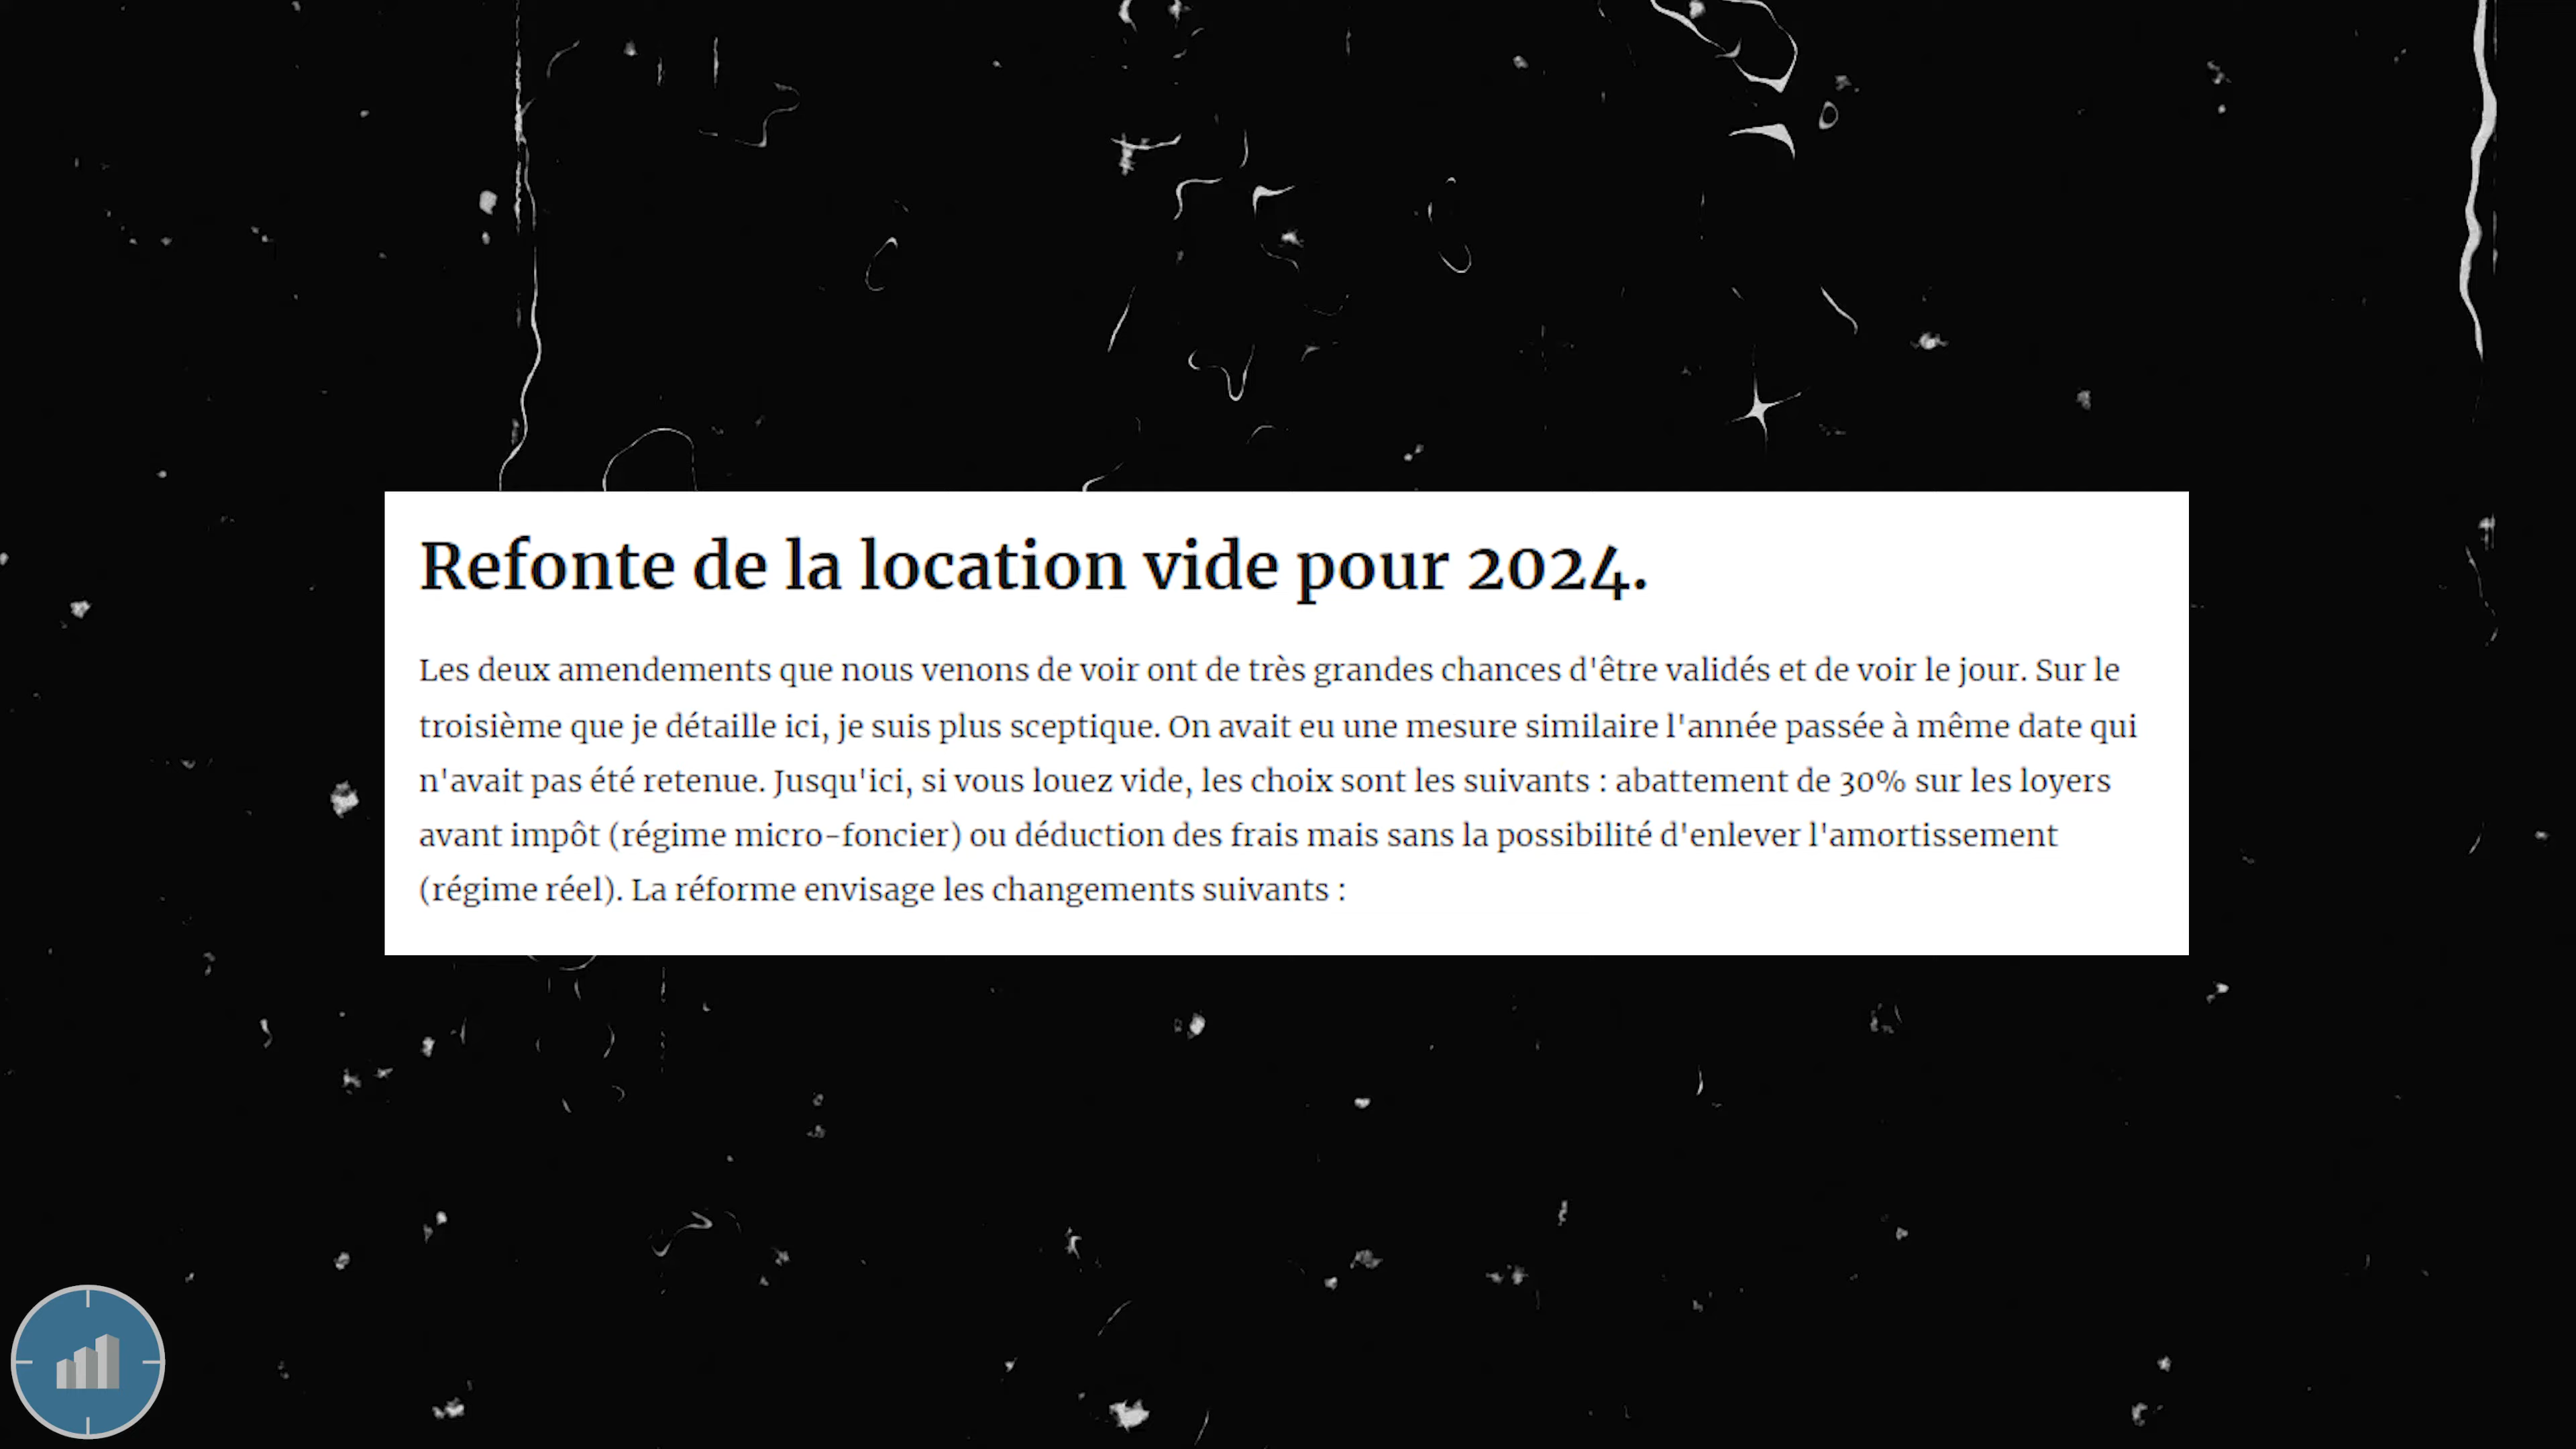 Refonte de la location vide pour 2024.
Les deux amendements que nous venons de voir ont de très grandes chances d'être validés et de voir le jour. Sur le
troisième que je détaille ici, je suis plus sceptique. On avait eu une mesure similaire l'année passée à même date qui
n'avait pas été retenue. Jusqu'ici, si vous louez vide, les choix sont les suivants : abattement de 30% sur les loyers
avant impôt (régime micro-foncier) ou déduction des frais mais sans la possibilité d'enlever l'amortissement
(régime réel). La réforme envisage les changements suivants :